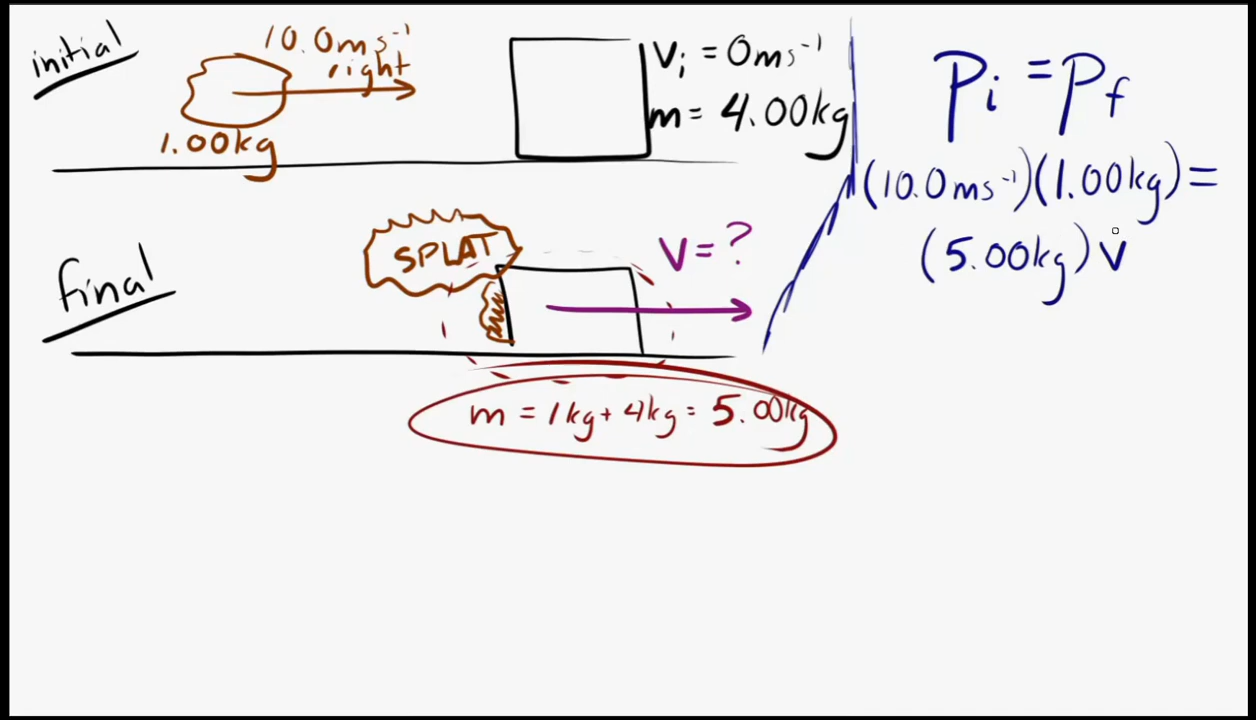 initial
10.0ms⁻¹
right
1.00kg
vᵢ = 0ms⁻¹
m = 4.00kg
final
SPLAT
v = ?
m = 1kg + 4kg = 5.00kg
Pᵢ = Pf
(10.0ms⁻¹)(1.00kg) =
(5.00kg) v